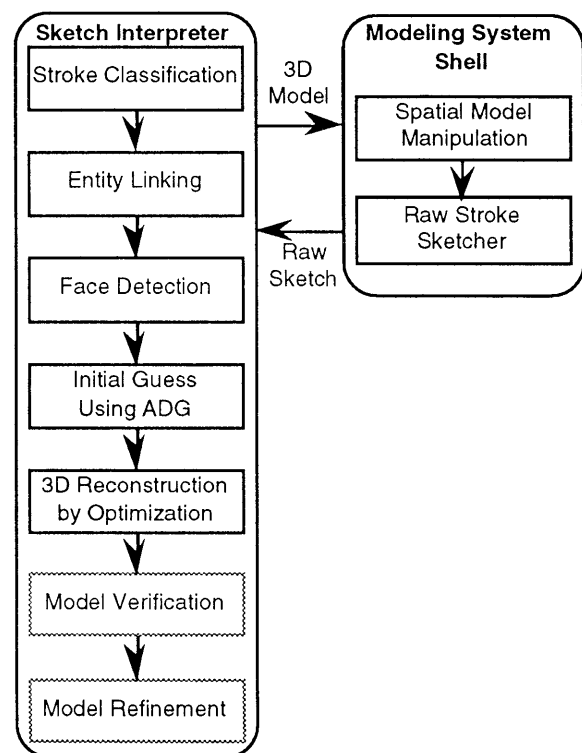 Sketch Interpreter
Stroke Classification
Entity Linking
Face Detection
Initial Guess
Using ADG
3D Reconstruction
by Optimization
Model Verification
Model Refinement
3D
Model
Raw
Sketch
Modeling System
Shell
Spatial Model
Manipulation
Raw Stroke
Sketcher